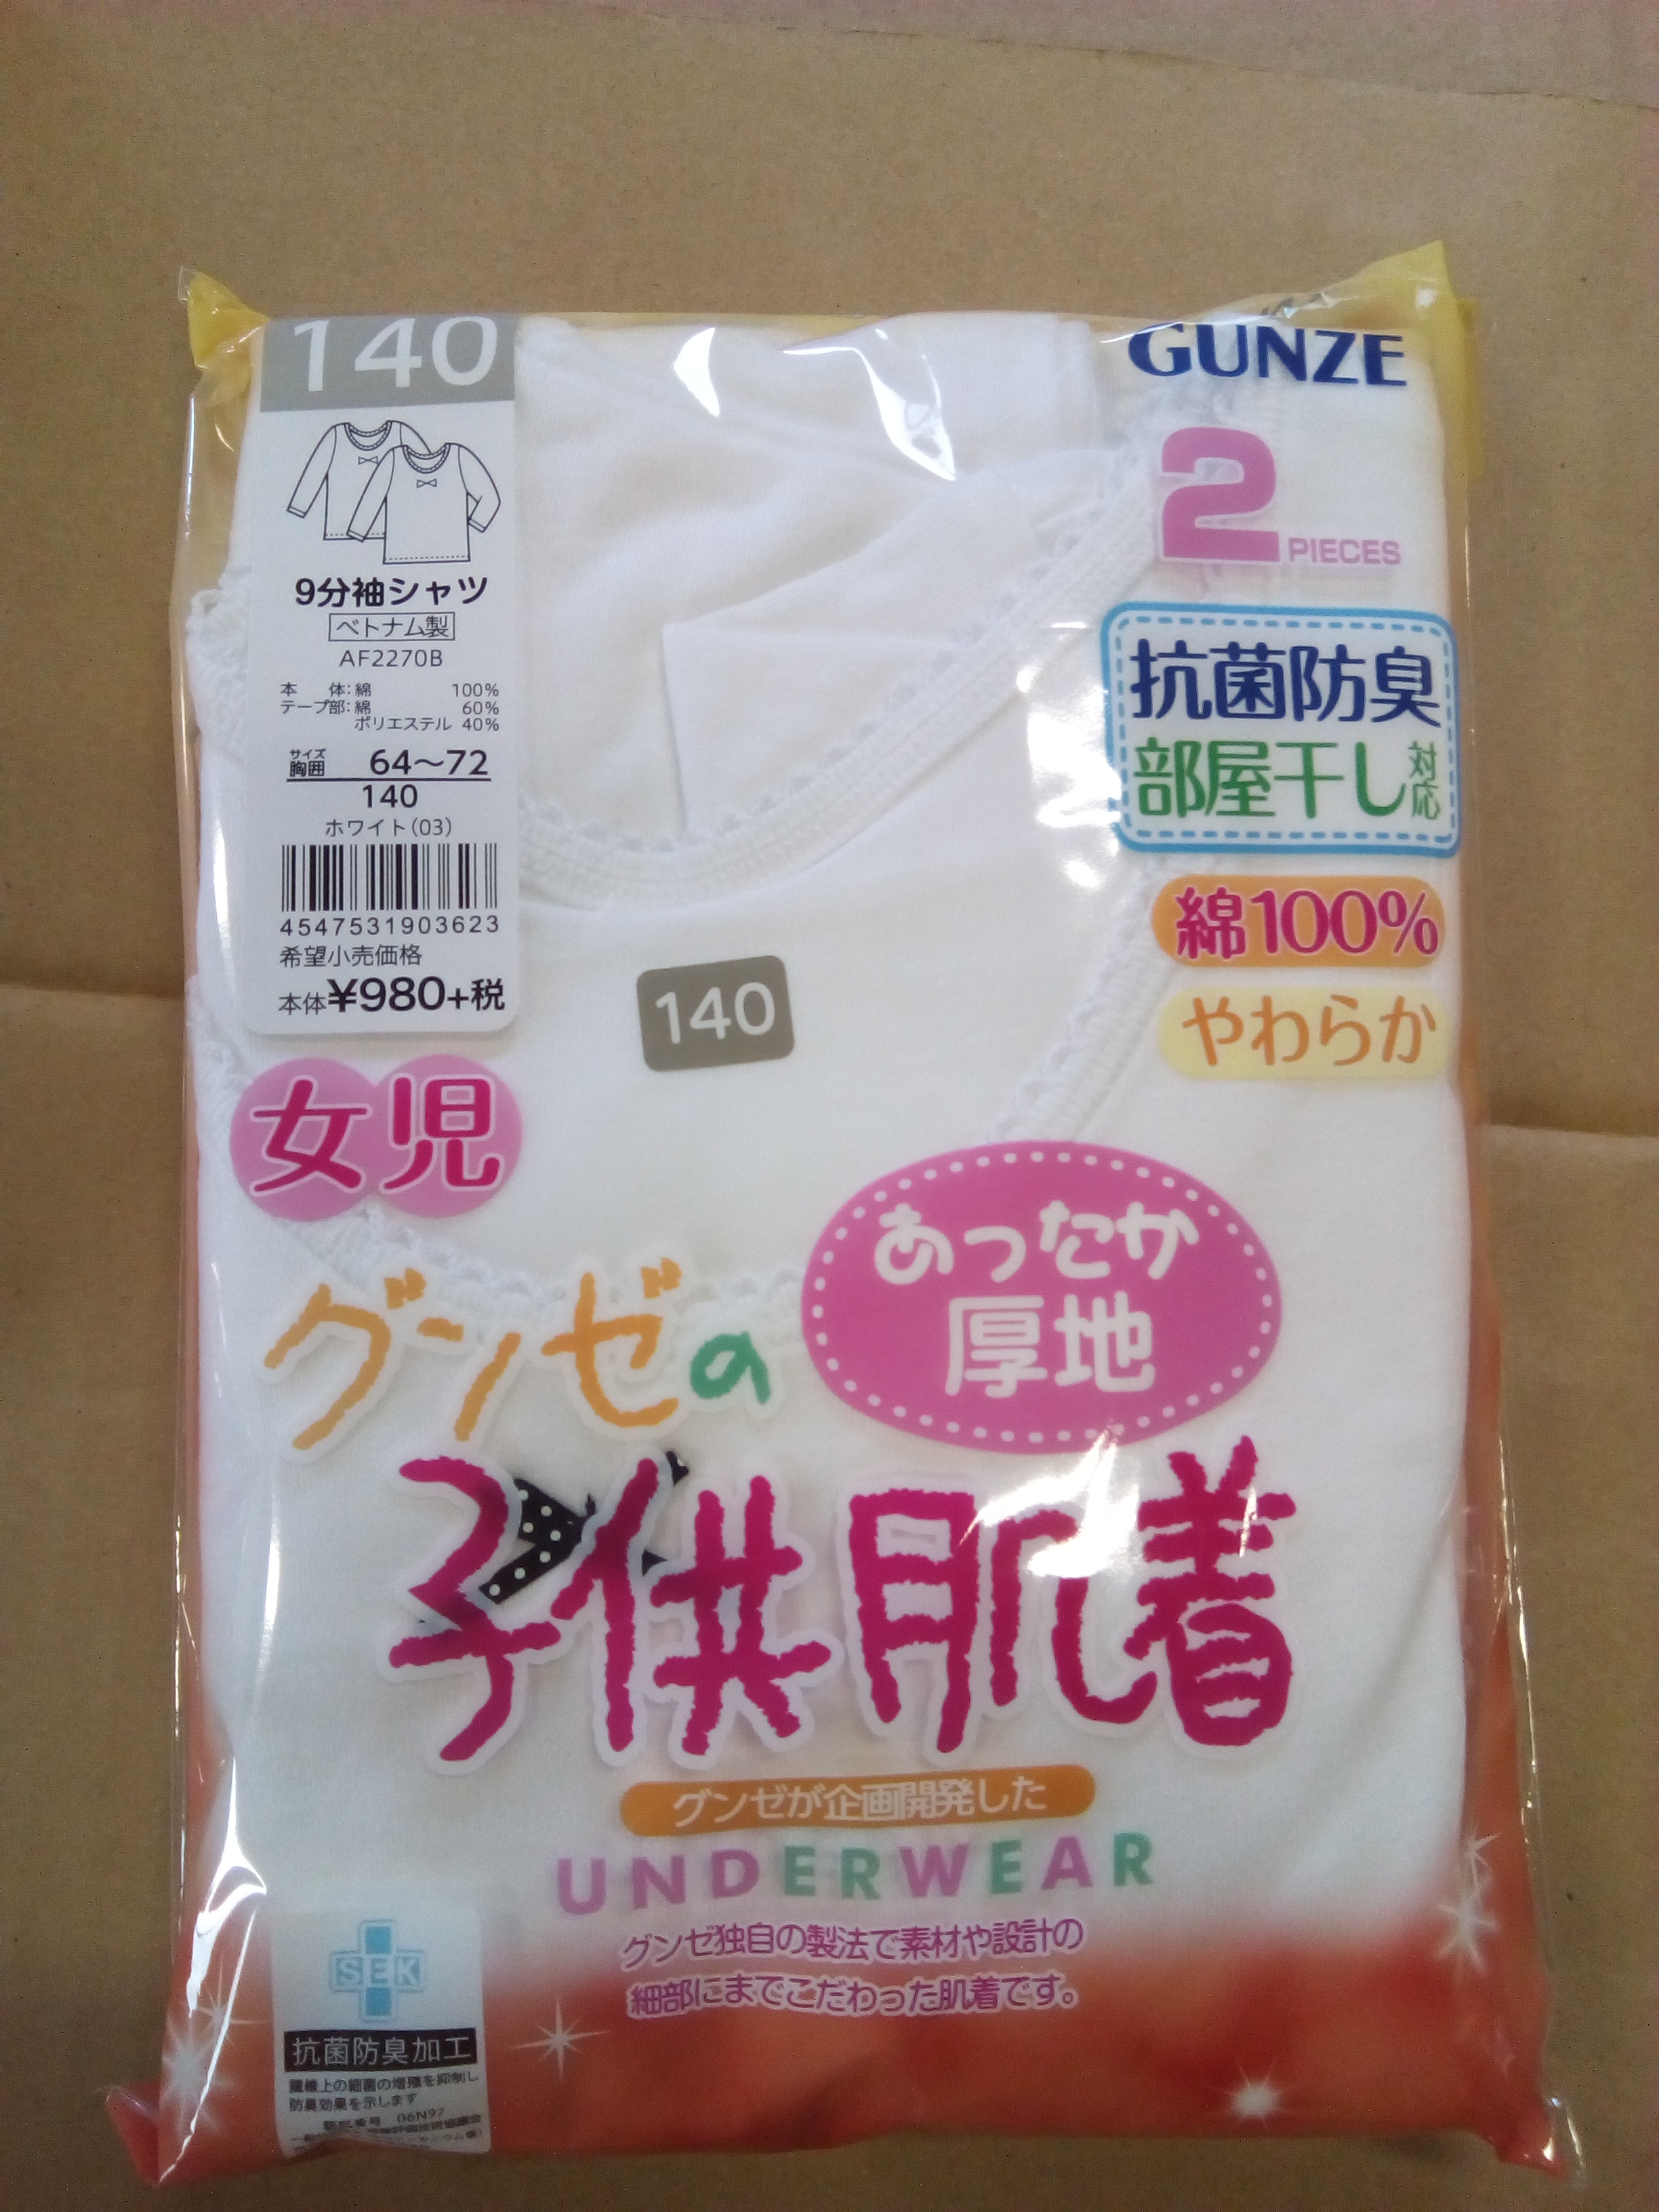 140
9分袖シャツ
ベトナム製
AF2270B
本 体:綿 100%
テープ部:綿 60%
ポリエステル 40%
サイズ
胸囲 64〜72
140
ホワイト(03)
4547531903623
希望小売価格
本体¥980+税
GUNZE
2 PIECES
抗菌防臭
部屋干し対応
綿100%
やわらか
140
女児
あったか
厚地
グンゼの
子供肌着
グンゼが企画開発した
UNDERWEAR
グンゼ独自の製法で素材や設計の
細部にまでこだわった肌着です。
SEK
抗菌防臭加工
繊維上の細菌の増殖を抑制し
防臭効果を示します
06N97